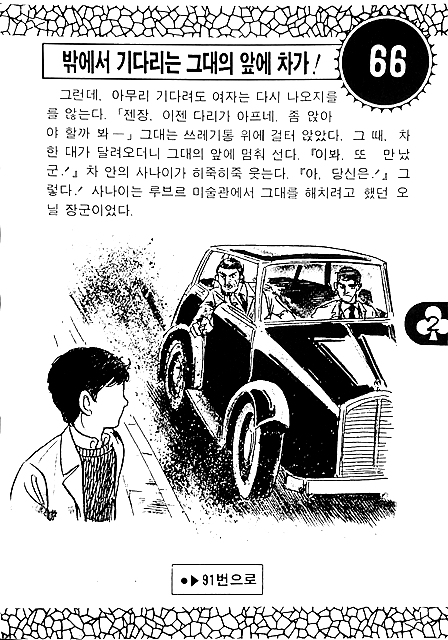 밖에서 기다리는 그대의 앞에 차가!
66
그런데, 아무리 기다려도 여자는 다시 나오지를
를 않는다. 「젠장, 이젠 다리가 아프네. 좀 앉아
야 할까 봐—」 그대는 쓰레기통 위에 걸터 앉았다. 그 때, 차
한 대가 달려오더니 그대의 앞에 멈춰 선다. 『이봐, 또 만났
군!』 차 안의 사나이가 히죽히죽 웃는다. 『아, 당신은!』 그
렇다! 사나이는 루브르 미술관에서 그대를 해치려고 했던 오
닐 장군이었다.
2
●▶91번으로